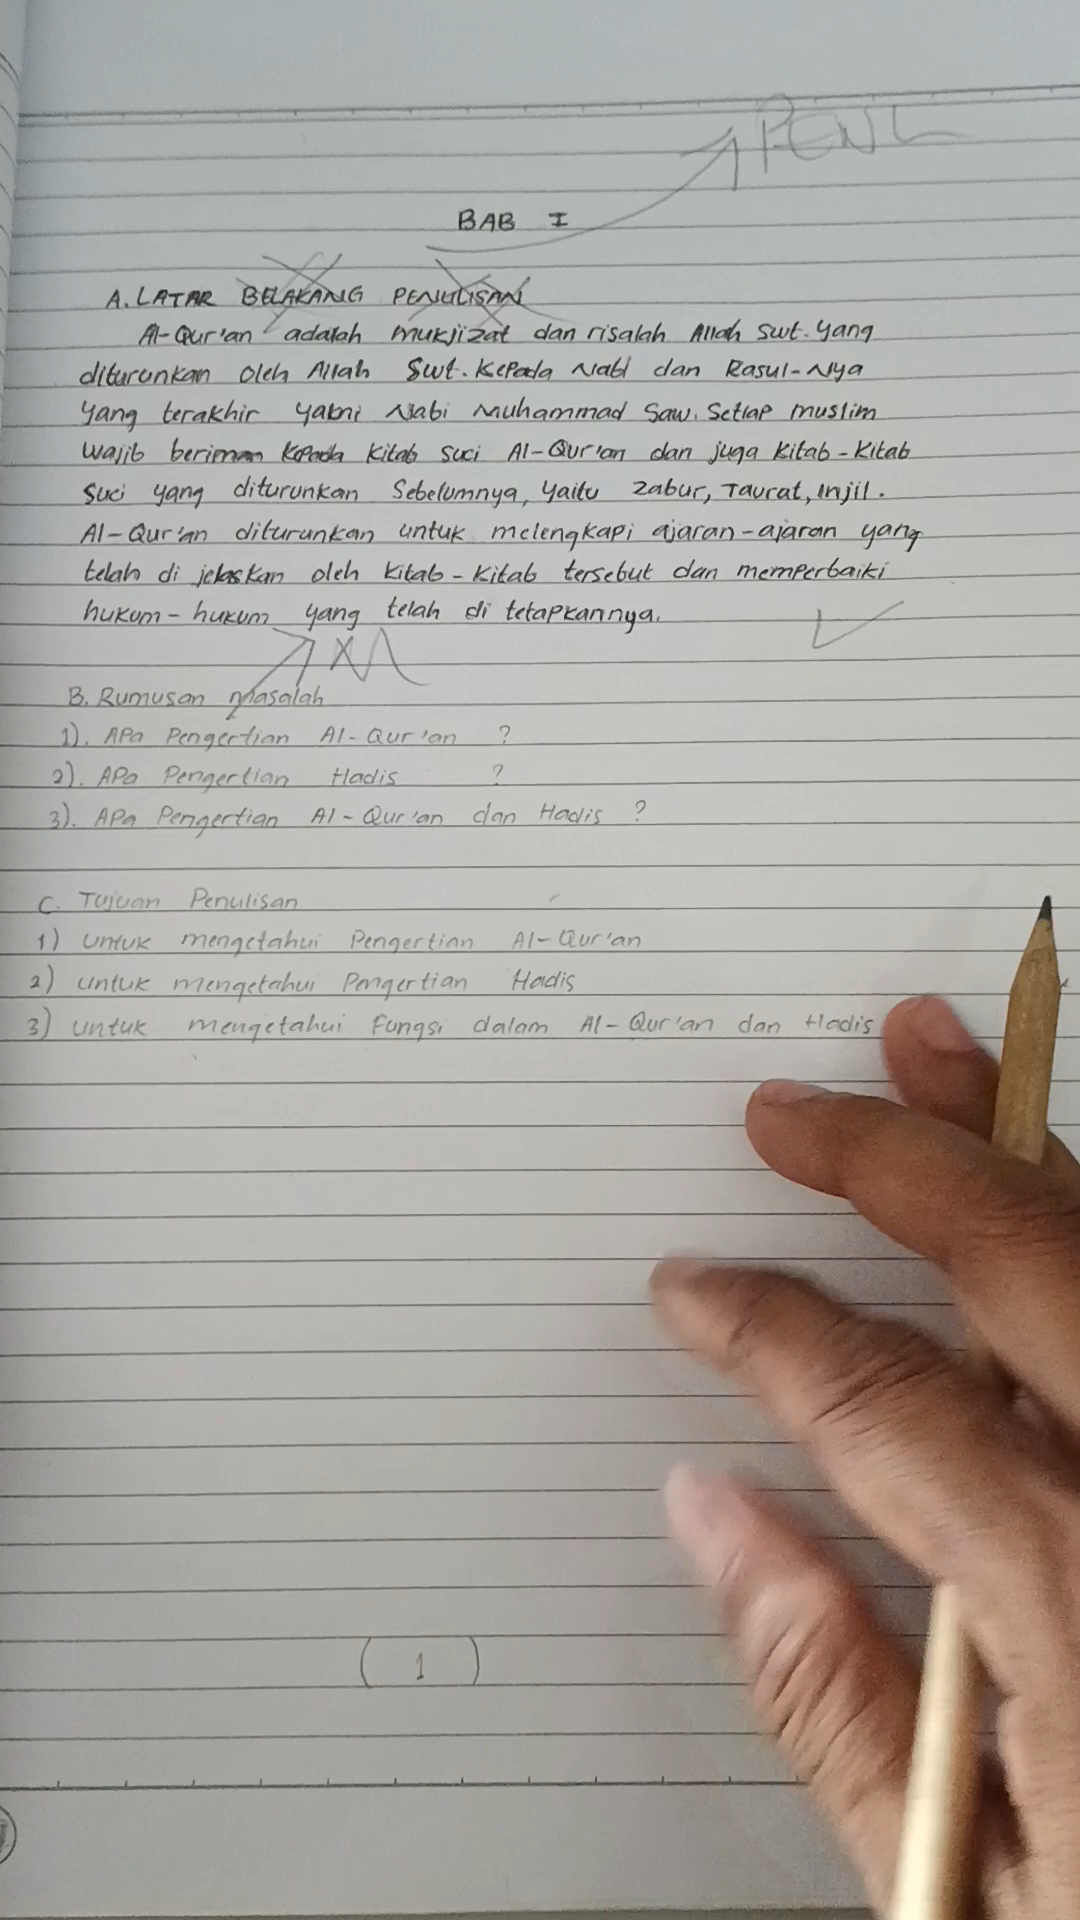 PENL
BAB I
A. LATAR BELAKANG PENULISAN
Al-Qur'an adalah mukjizat dan risalah Allah swt. yang
diturunkan oleh Allah Swt. Kepada Nabi dan Rasul-Nya
yang terakhir yakni Nabi Muhammad Saw. Setiap muslim
wajib beriman kepada kitab suci Al-Qur'an dan juga kitab-kitab
suci yang diturunkan Sebelumnya, yaitu Zabur, Taurat, Injil.
Al-Qur'an diturunkan untuk melengkapi ajaran-ajaran yang
telah di jelaskan oleh kitab-kitab tersebut dan memperbaiki
hukum-hukum yang telah di tetapkannya.
B. Rumusan masalah
1). Apa Pengertian Al-Qur'an ?
2). Apa Pengertian Hadis ?
3). Apa Pengertian Al-Qur'an dan Hadis ?
C. Tujuan Penulisan
1) untuk mengetahui Pengertian Al-Qur'an
2) untuk mengetahui Pengertian Hadis
3) untuk mengetahui Fungsi dalam Al-Qur'an dan Hadis
( 1 )